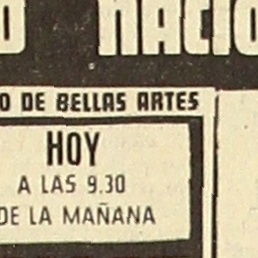 O NACIO
O DE BELLAS ARTES
HOY
A LAS 9.30
DE LA MAÑANA